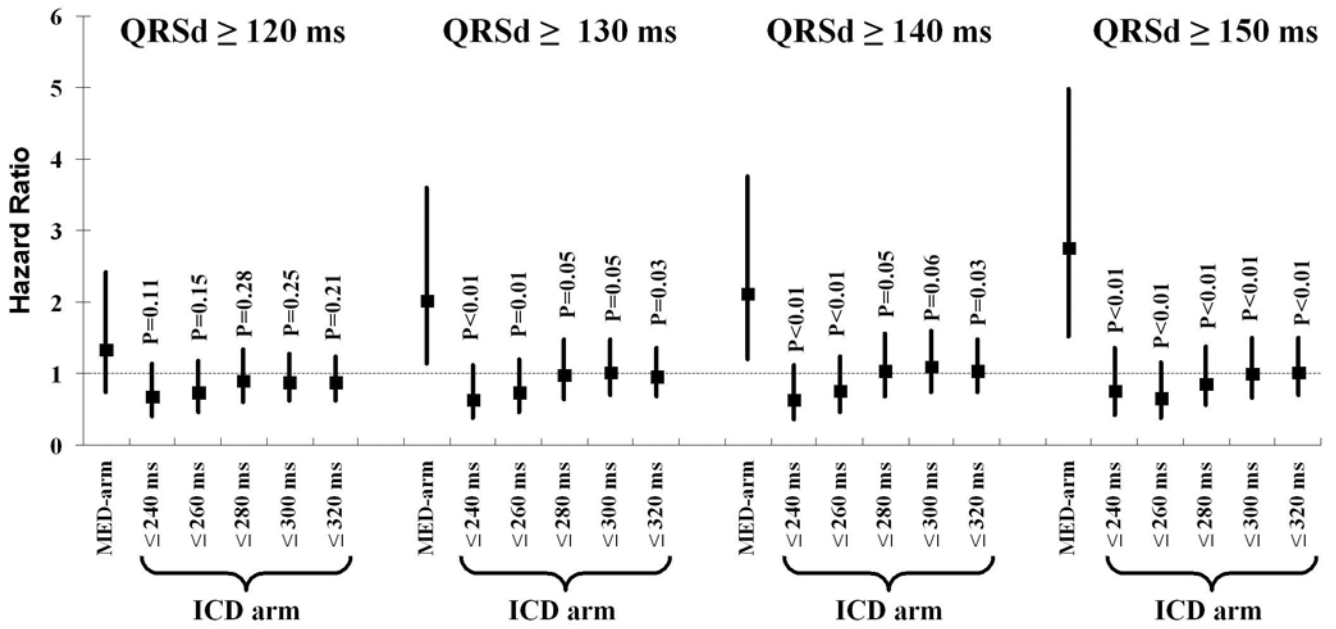 QRSd ≥ 120 ms QRSd ≥ 130 ms QRSd ≥ 140 ms QRSd ≥ 150 ms
Hazard Ratio
6
5
4
3
2
1
0
P=0.11 P=0.15 P=0.28 P=0.25 P=0.21
P<0.01 P=0.01 P=0.05 P=0.05 P=0.03
P<0.01 P<0.01 P=0.05 P=0.06 P=0.03
P<0.01 P<0.01 P<0.01 P<0.01 P<0.01
MED-arm ≤ 240 ms ≤ 260 ms ≤ 280 ms ≤ 300 ms ≤ 320 ms
MED-arm ≤ 240 ms ≤ 260 ms ≤ 280 ms ≤ 300 ms ≤ 320 ms
MED-arm ≤ 240 ms ≤ 260 ms ≤ 280 ms ≤ 300 ms ≤ 320 ms
MED-arm ≤ 240 ms ≤ 260 ms ≤ 280 ms ≤ 300 ms ≤ 320 ms
ICD arm ICD arm ICD arm ICD arm